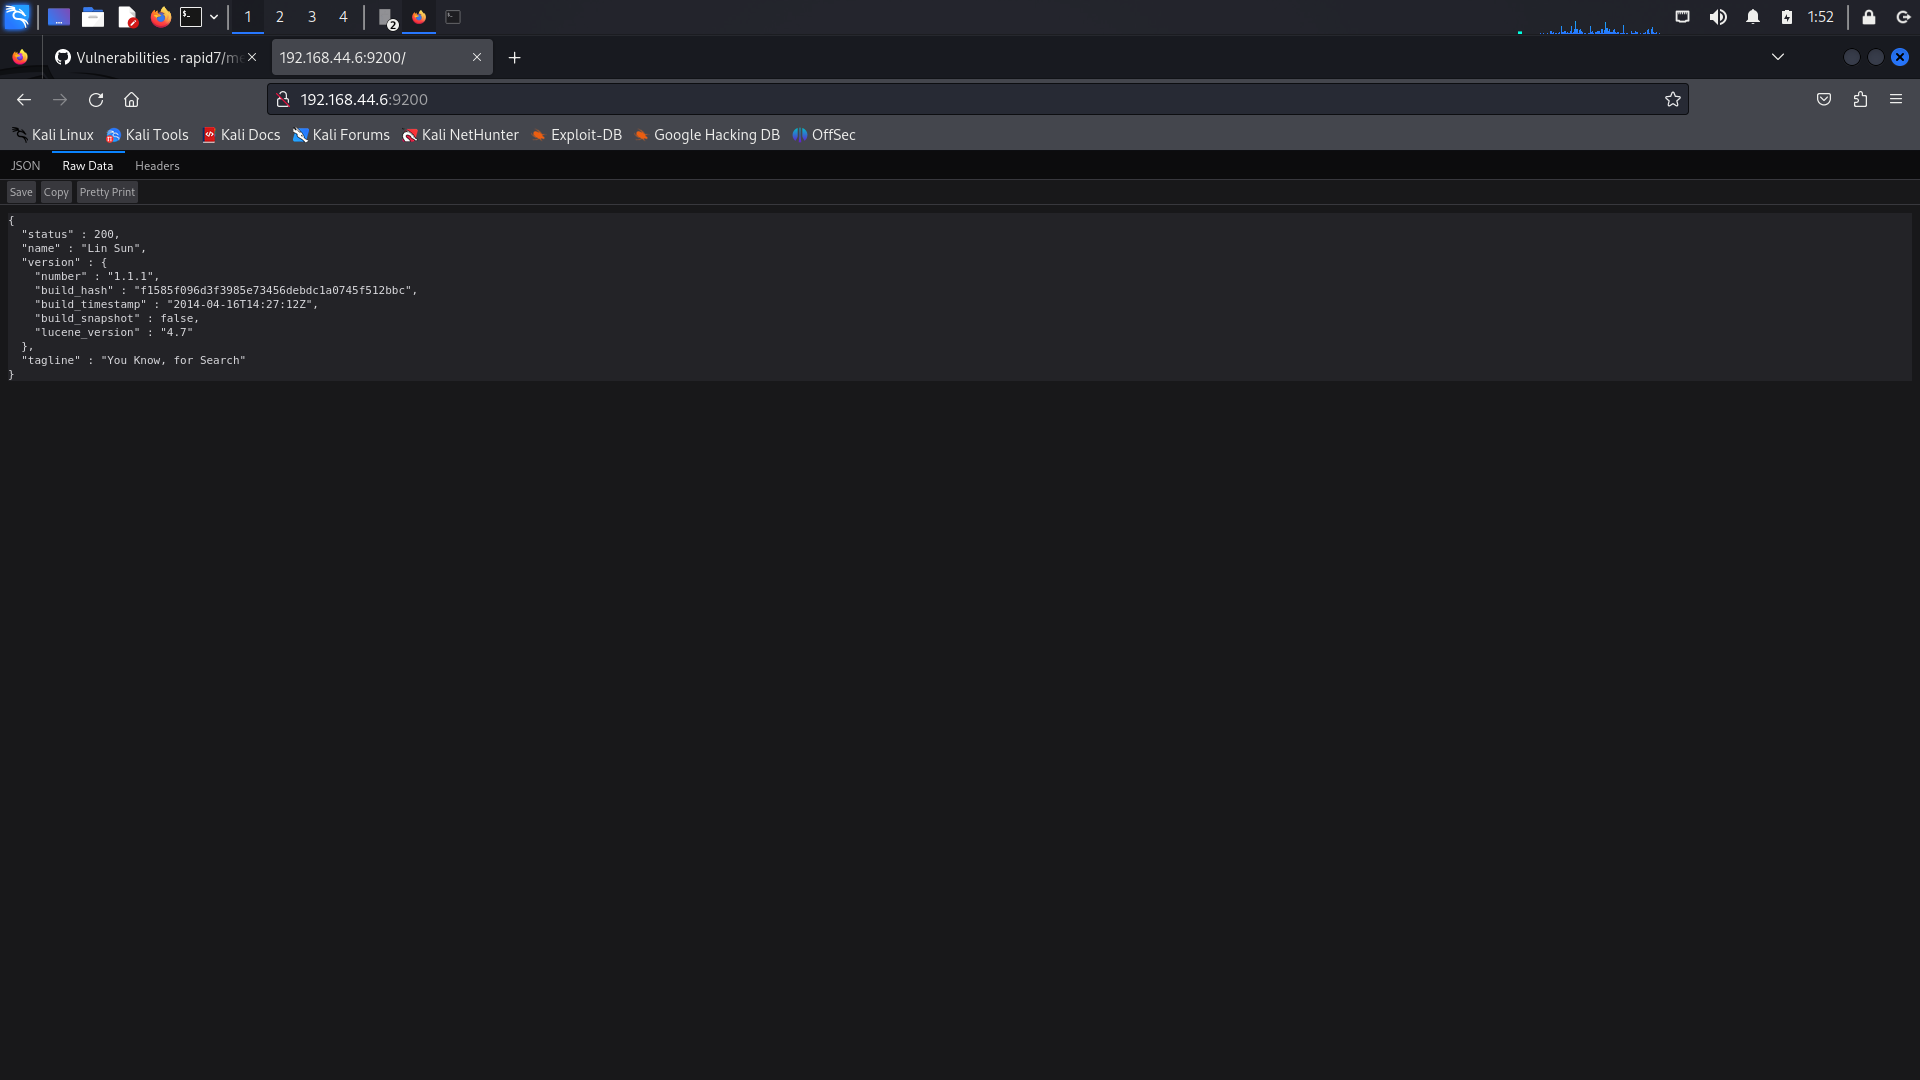 1 2 3 4 2 1:52
Vulnerabilities · rapid7/me
192.168.44.6:9200/
192.168.44.6:9200
Kali Linux Kali Tools Kali Docs Kali Forums Kali NetHunter Exploit-DB Google Hacking DB OffSec
JSON Raw Data Headers
Save Copy Pretty Print
{
"status" : 200,
"name" : "Lin Sun",
"version" : {
"number" : "1.1.1",
"build_hash" : "f1585f096d3f3985e73456debdc1a0745f512bbc",
"build_timestamp" : "2014-04-16T14:27:12Z",
"build_snapshot" : false,
"lucene_version" : "4.7"
},
"tagline" : "You Know, for Search"
}